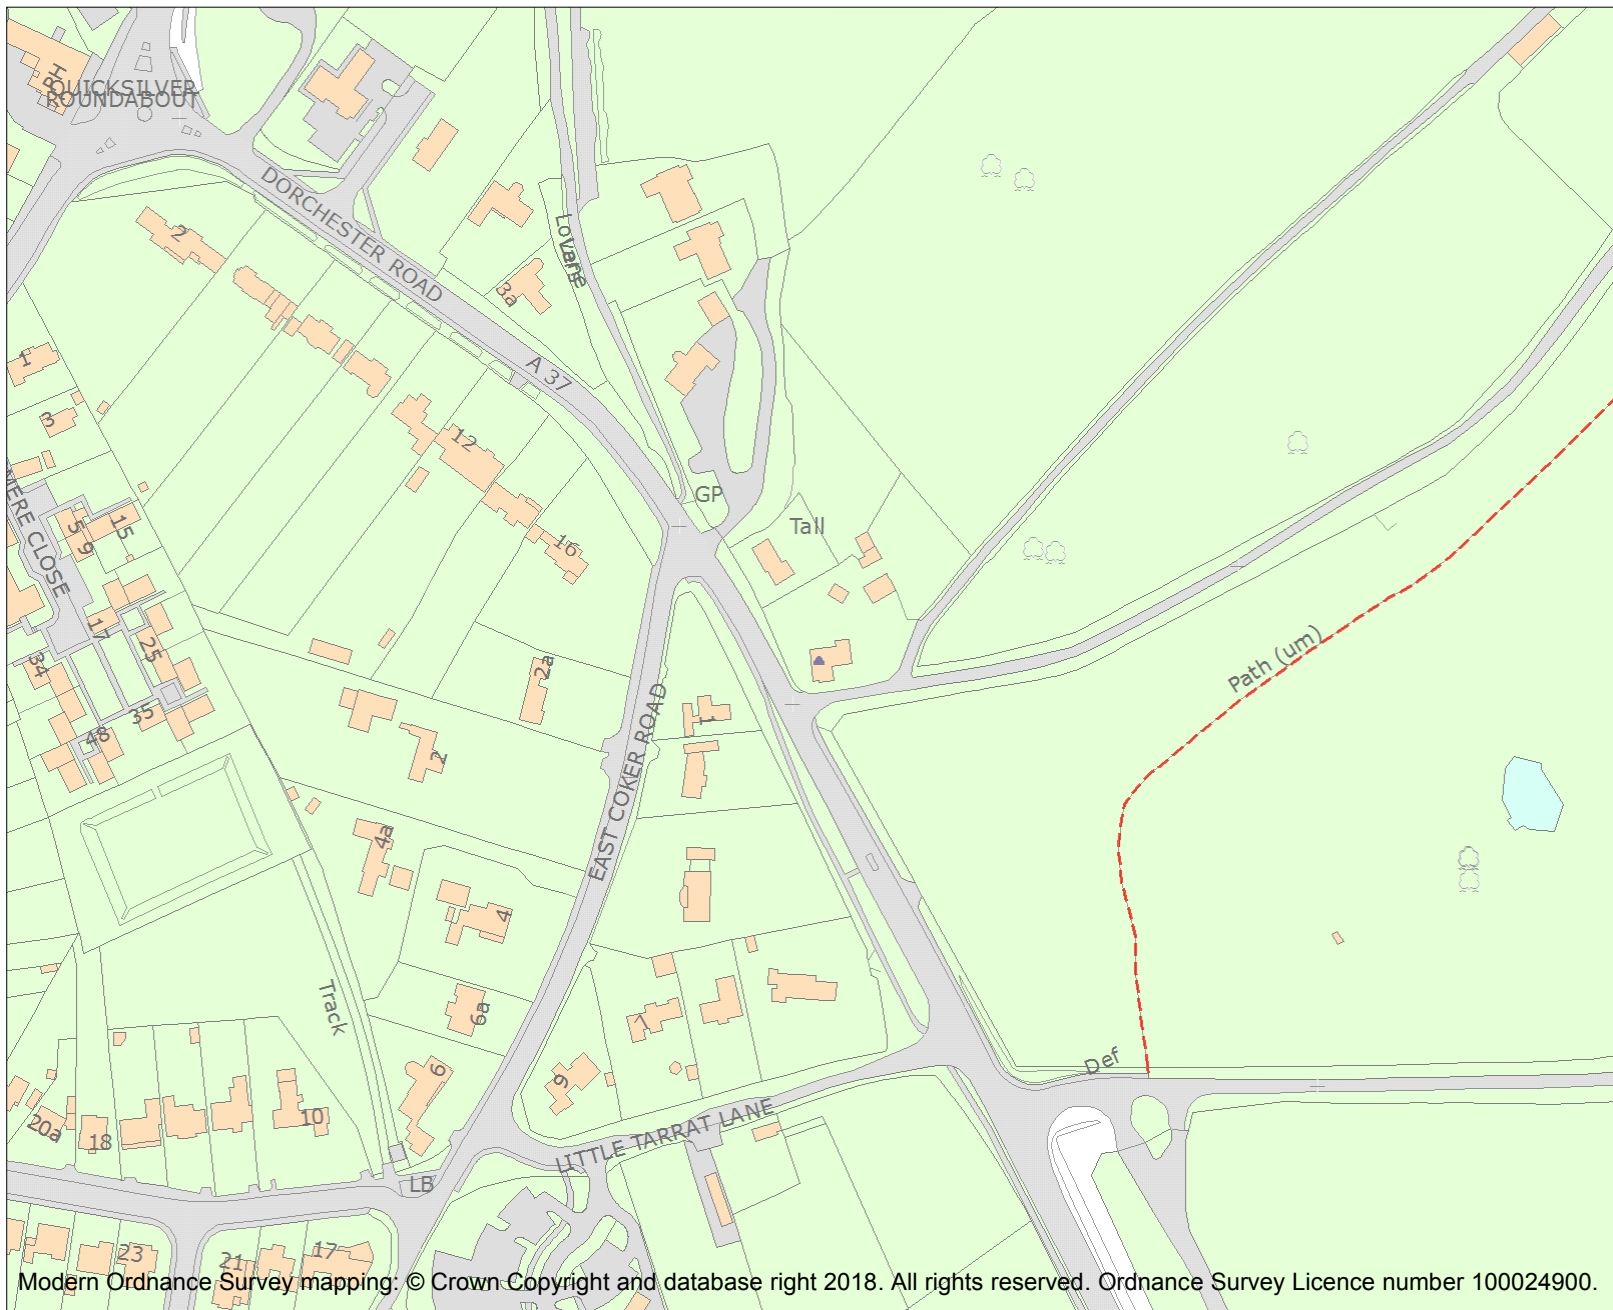 PH
QUICKSILVER
ROUNDABOUT
DORCHESTER ROAD
2
Lovers
Lane
3a
1
A 37
3
12
MERE CLOSE
GP
Tall
5
9
15
16
17
25
34
Path (um)
2a
EAST COKER ROAD
1
35
48
2
4a
4
Track
6a
7
Def
6
9
20a
18
10
LITTLE TARRAT LANE
LB
23
21
17
Modern Ordnance Survey mapping: © Crown Copyright and database right 2018. All rights reserved. Ordnance Survey Licence number 100024900.